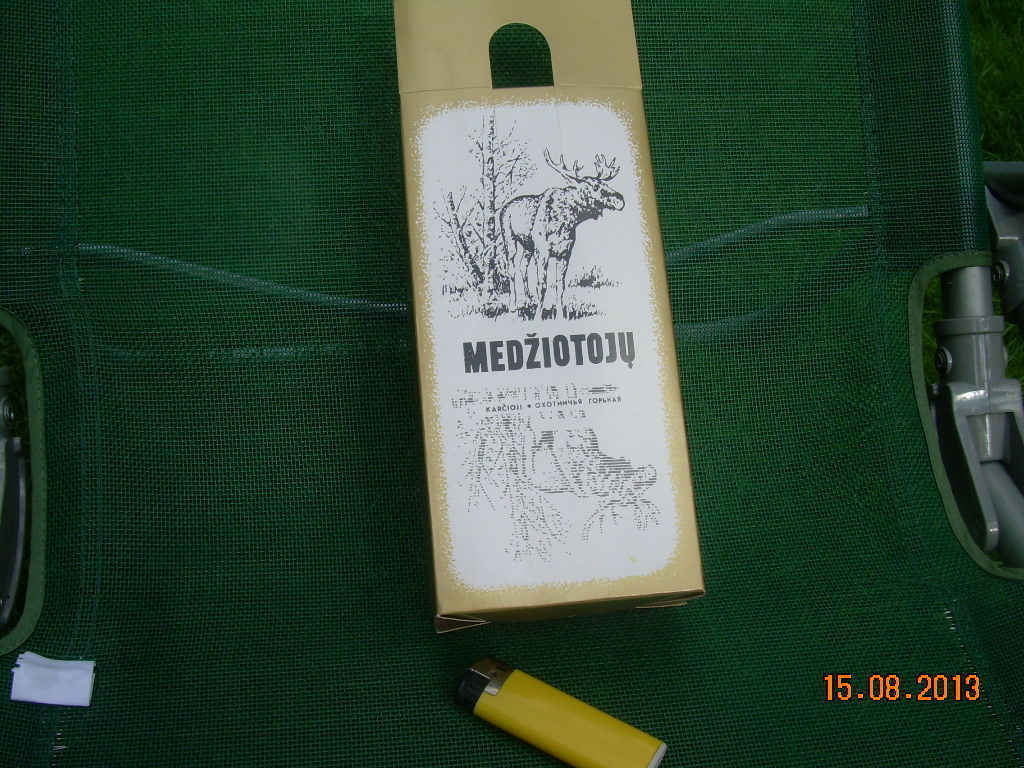 MEDŽIOTOJŲ
KARČIOJI • ОХОТНИЧЬЯ ГОРЬКАЯ
15.08.2013